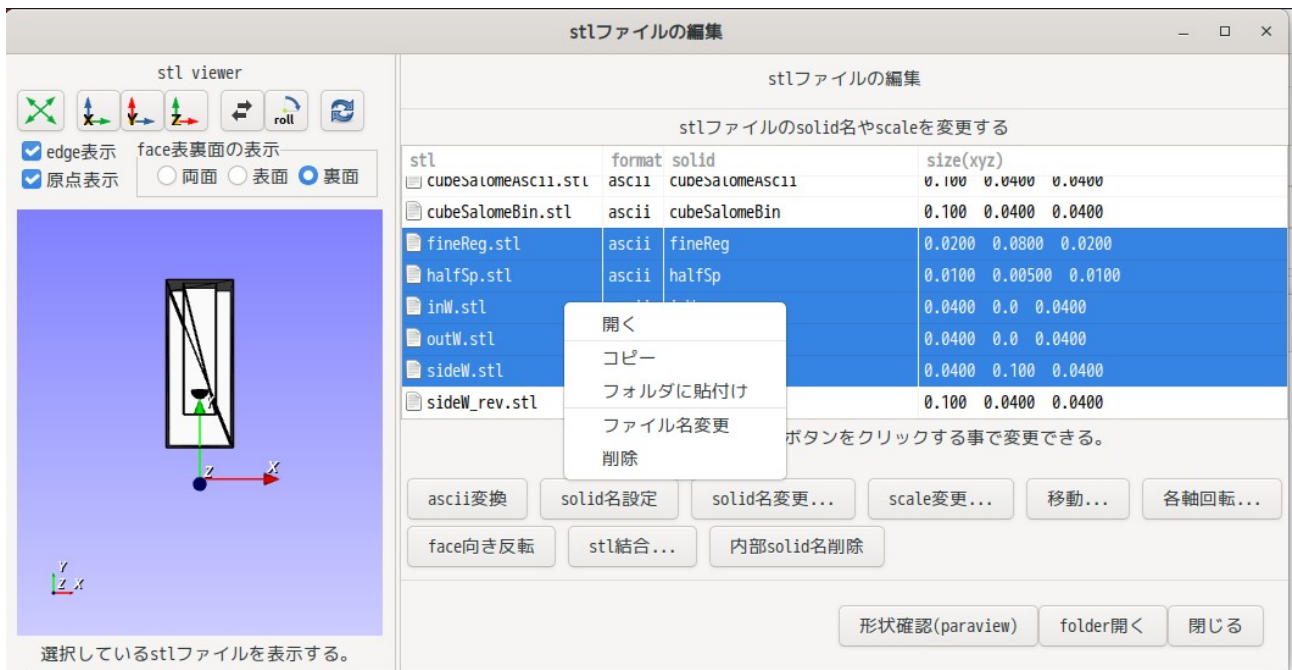 stlファイルの編集
stl viewer
X Y Z roll
edge表示
原点表示
face表裏面の表示
両面 表面 裏面
Y
Z X
Y
Z X
選択しているstlファイルを表示する。
stlファイルの編集
stlファイルのsolid名やscaleを変更する
stl format solid size(xyz)
cubeSalomeAscii.stl ascii cubeSalomeAscii 0.100 0.0400 0.0400
cubeSalomeBin.stl ascii cubeSalomeBin 0.100 0.0400 0.0400
fineReg.stl ascii fineReg 0.0200 0.0800 0.0200
halfSp.stl ascii halfSp 0.0100 0.00500 0.0100
inW.stl 0.0400 0.0 0.0400
outW.stl 0.0400 0.0 0.0400
sideW.stl 0.0400 0.100 0.0400
sideW_rev.stl 0.100 0.0400 0.0400
開く
コピー
フォルダに貼付け
ファイル名変更
削除
ボタンをクリックする事で変更できる。
ascii変換 solid名設定 solid名変更... scale変更... 移動... 各軸回転...
face向き反転 stl結合... 内部solid名削除
形状確認(paraview) folder開く 閉じる